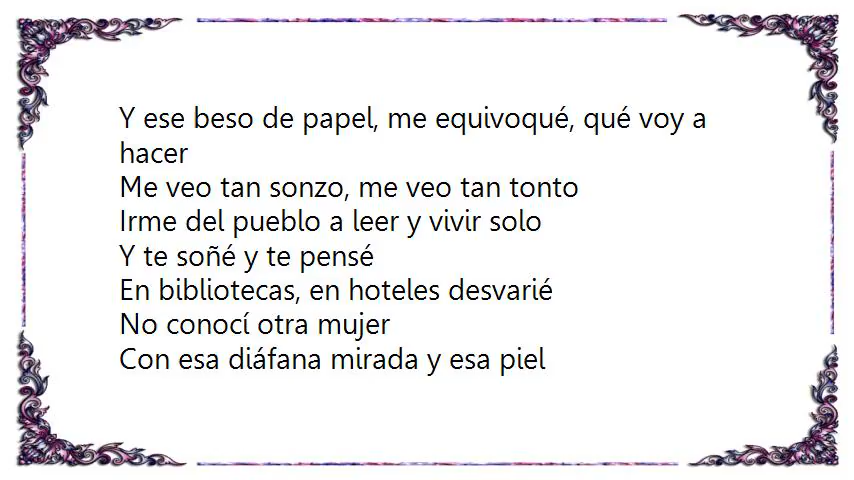 Y ese beso de papel, me equivoqué, qué voy a
hacer
Me veo tan sonzo, me veo tan tonto
Irme del pueblo a leer y vivir solo
Y te soñé y te pensé
En bibliotecas, en hoteles desvarié
No conocí otra mujer
Con esa diáfana mirada y esa piel